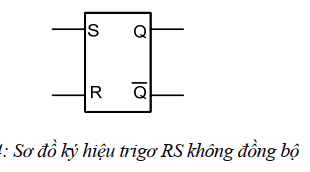 S Q
R Q̅
4: Sơ đồ ký hiệu trigơ RS không đồng bộ